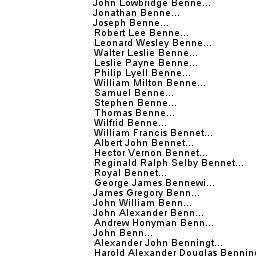 John Lowbridge Benne...
Jonathan Benne...
Joseph Benne...
Robert Lee Benne...
Leonard Wesley Benne...
Walter Leslie Benne...
Leslie Payne Benne...
Philip Lyell Benne...
William Milton Benne...
Samuel Benne...
Stephen Benne...
Thomas Benne...
Wilfrid Benne...
William Francis Bennet...
Albert John Bennet...
Hector Vernon Bennet...
Reginald Ralph Selby Bennet...
Royal Bennet...
George James Bennewi...
James Gregory Benn...
John William Benn...
John Alexander Benn...
Andrew Honyman Benn...
John Benn...
Alexander John Benningt...
Harold Alexander Douglas Bennin